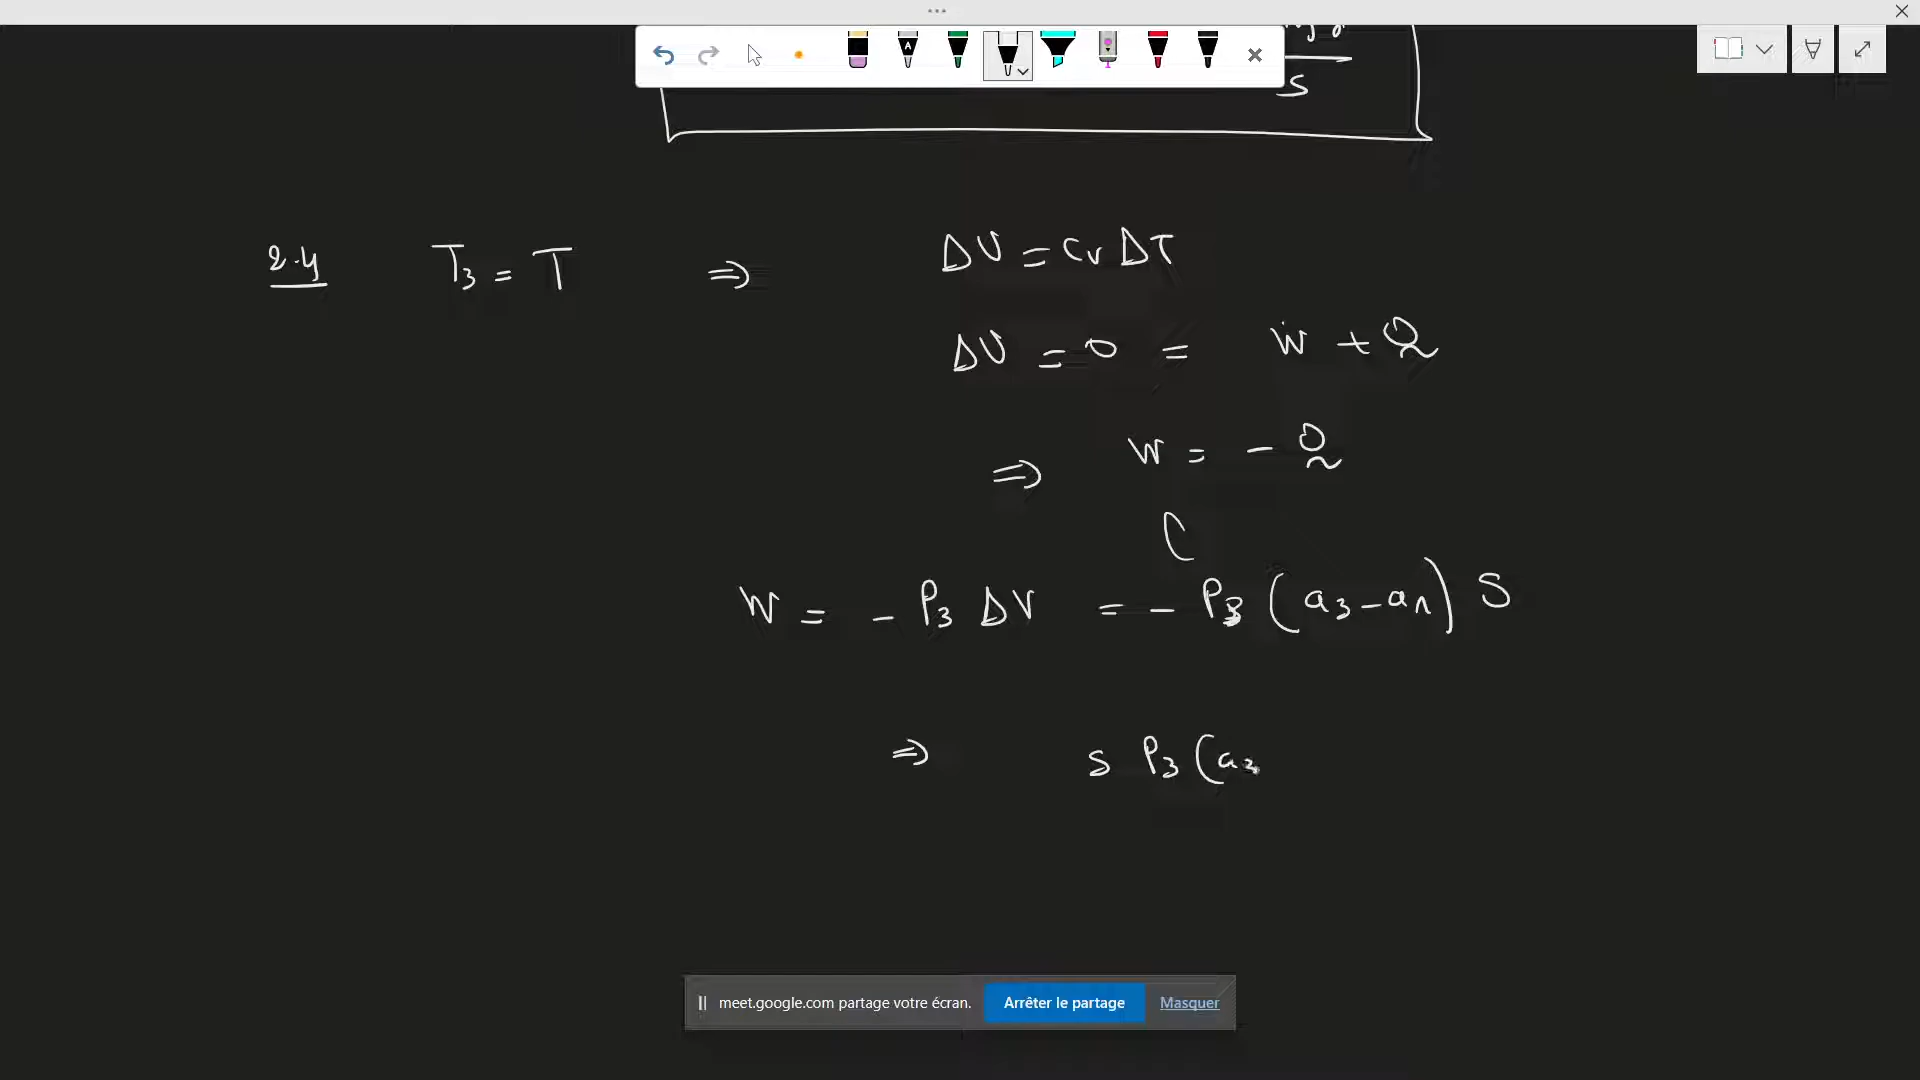 S
2.4 T₃ = T ⇒ ΔU = Cv ΔT
ΔU = 0 = W + Q
⇒ W = - Q
(
W = - P₃ ΔV = - P₃ (a₃ - a₁) S
⇒ S P₃ (a₃
meet.google.com partage votre écran. Arrêter le partage Masquer